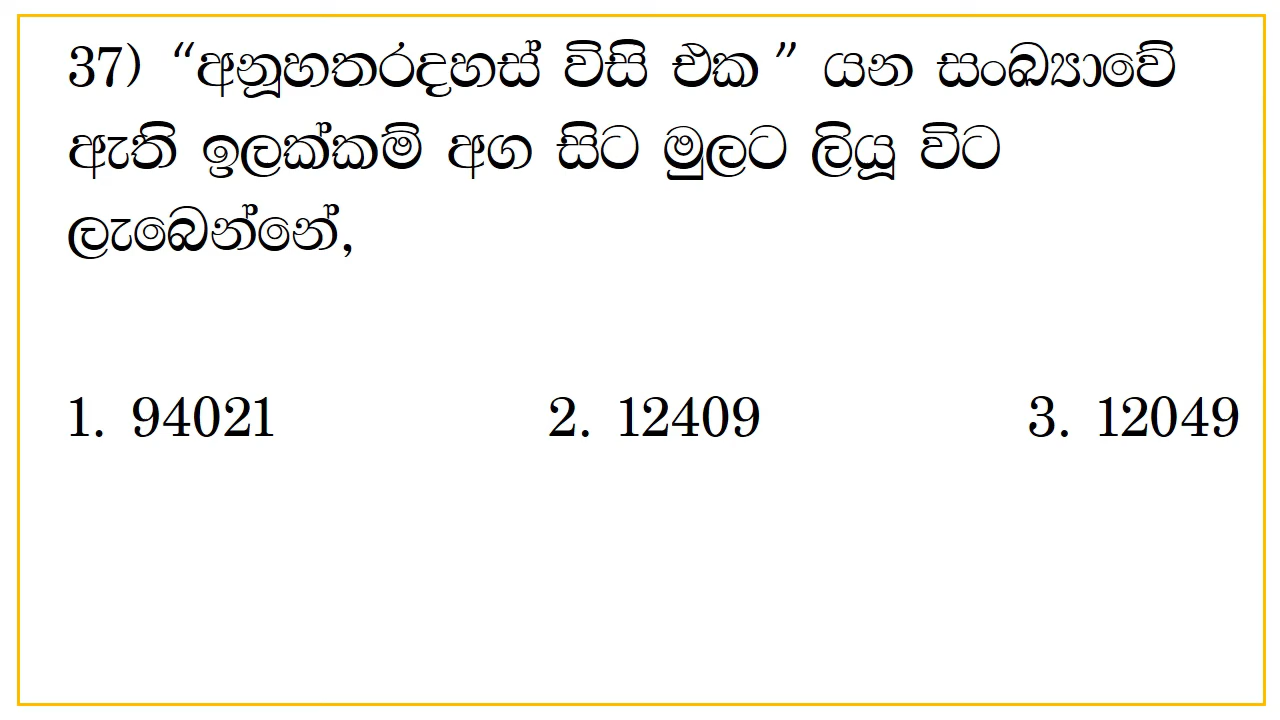 37) “අනූහතරදහස් විසි එක ” යන සංඛ්‍යාවේ
ඇති ඉලක්කම් අග සිට මුලට ලියූ විට
ලැබෙන්නේ,
1. 94021 2. 12409 3. 12049